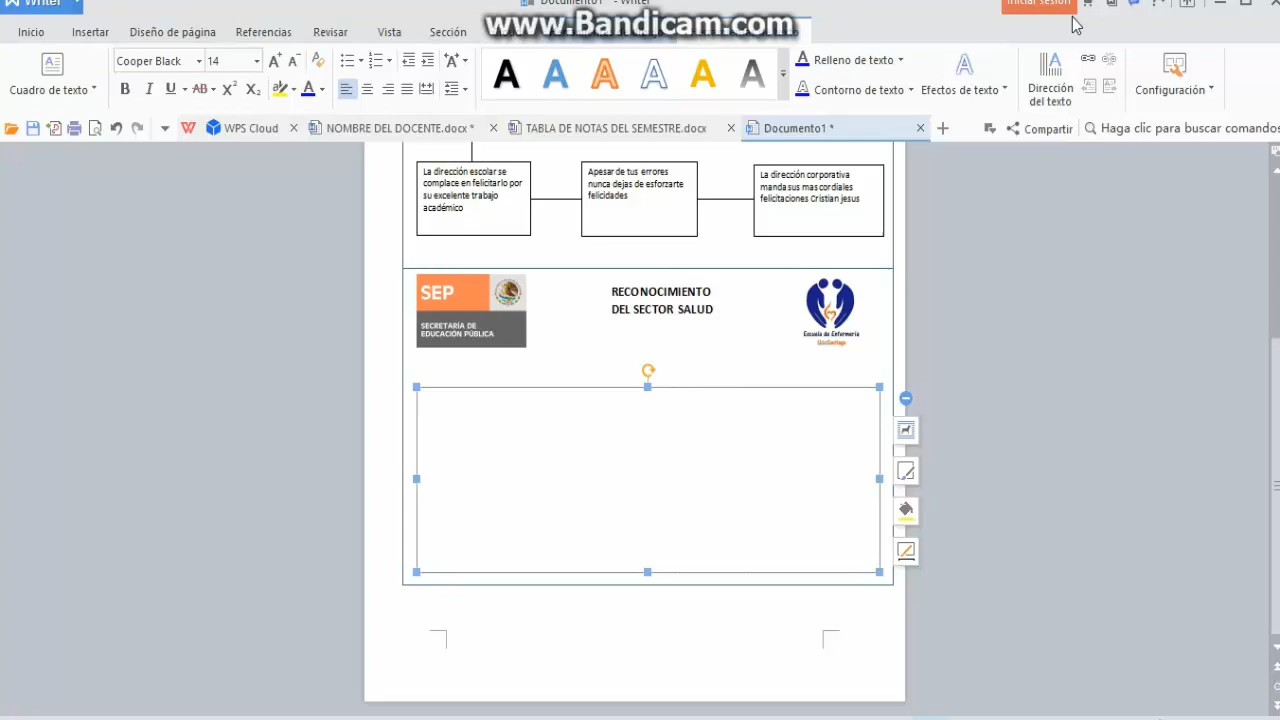 Writer
Documento1 * - Writer
www.Bandicam.com
Iniciar sesión
Inicio
Insertar
Diseño de página
Referencias
Revisar
Vista
Sección
Cuadro de texto
Cooper Black
14
Relleno de texto
Contorno de texto
Efectos de texto
Dirección
del texto
Configuración
WPS Cloud
NOMBRE DEL DOCENTE.docx *
TABLA DE NOTAS DEL SEMESTRE.docx
Documento1 *
Compartir
Haga clic para buscar comandos
La dirección escolar se
complace en felicitarlo por
su excelente trabajo
académico
Apesar de tus errores
nunca dejas de esforzarte
felicidades
La dirección corporativa
manda sus mas cordiales
felicitaciones Cristian jesus
SEP
SECRETARÍA DE
EDUCACIÓN PÚBLICA
RECONOCIMIENTO
DEL SECTOR SALUD
Escuela de Enfermería